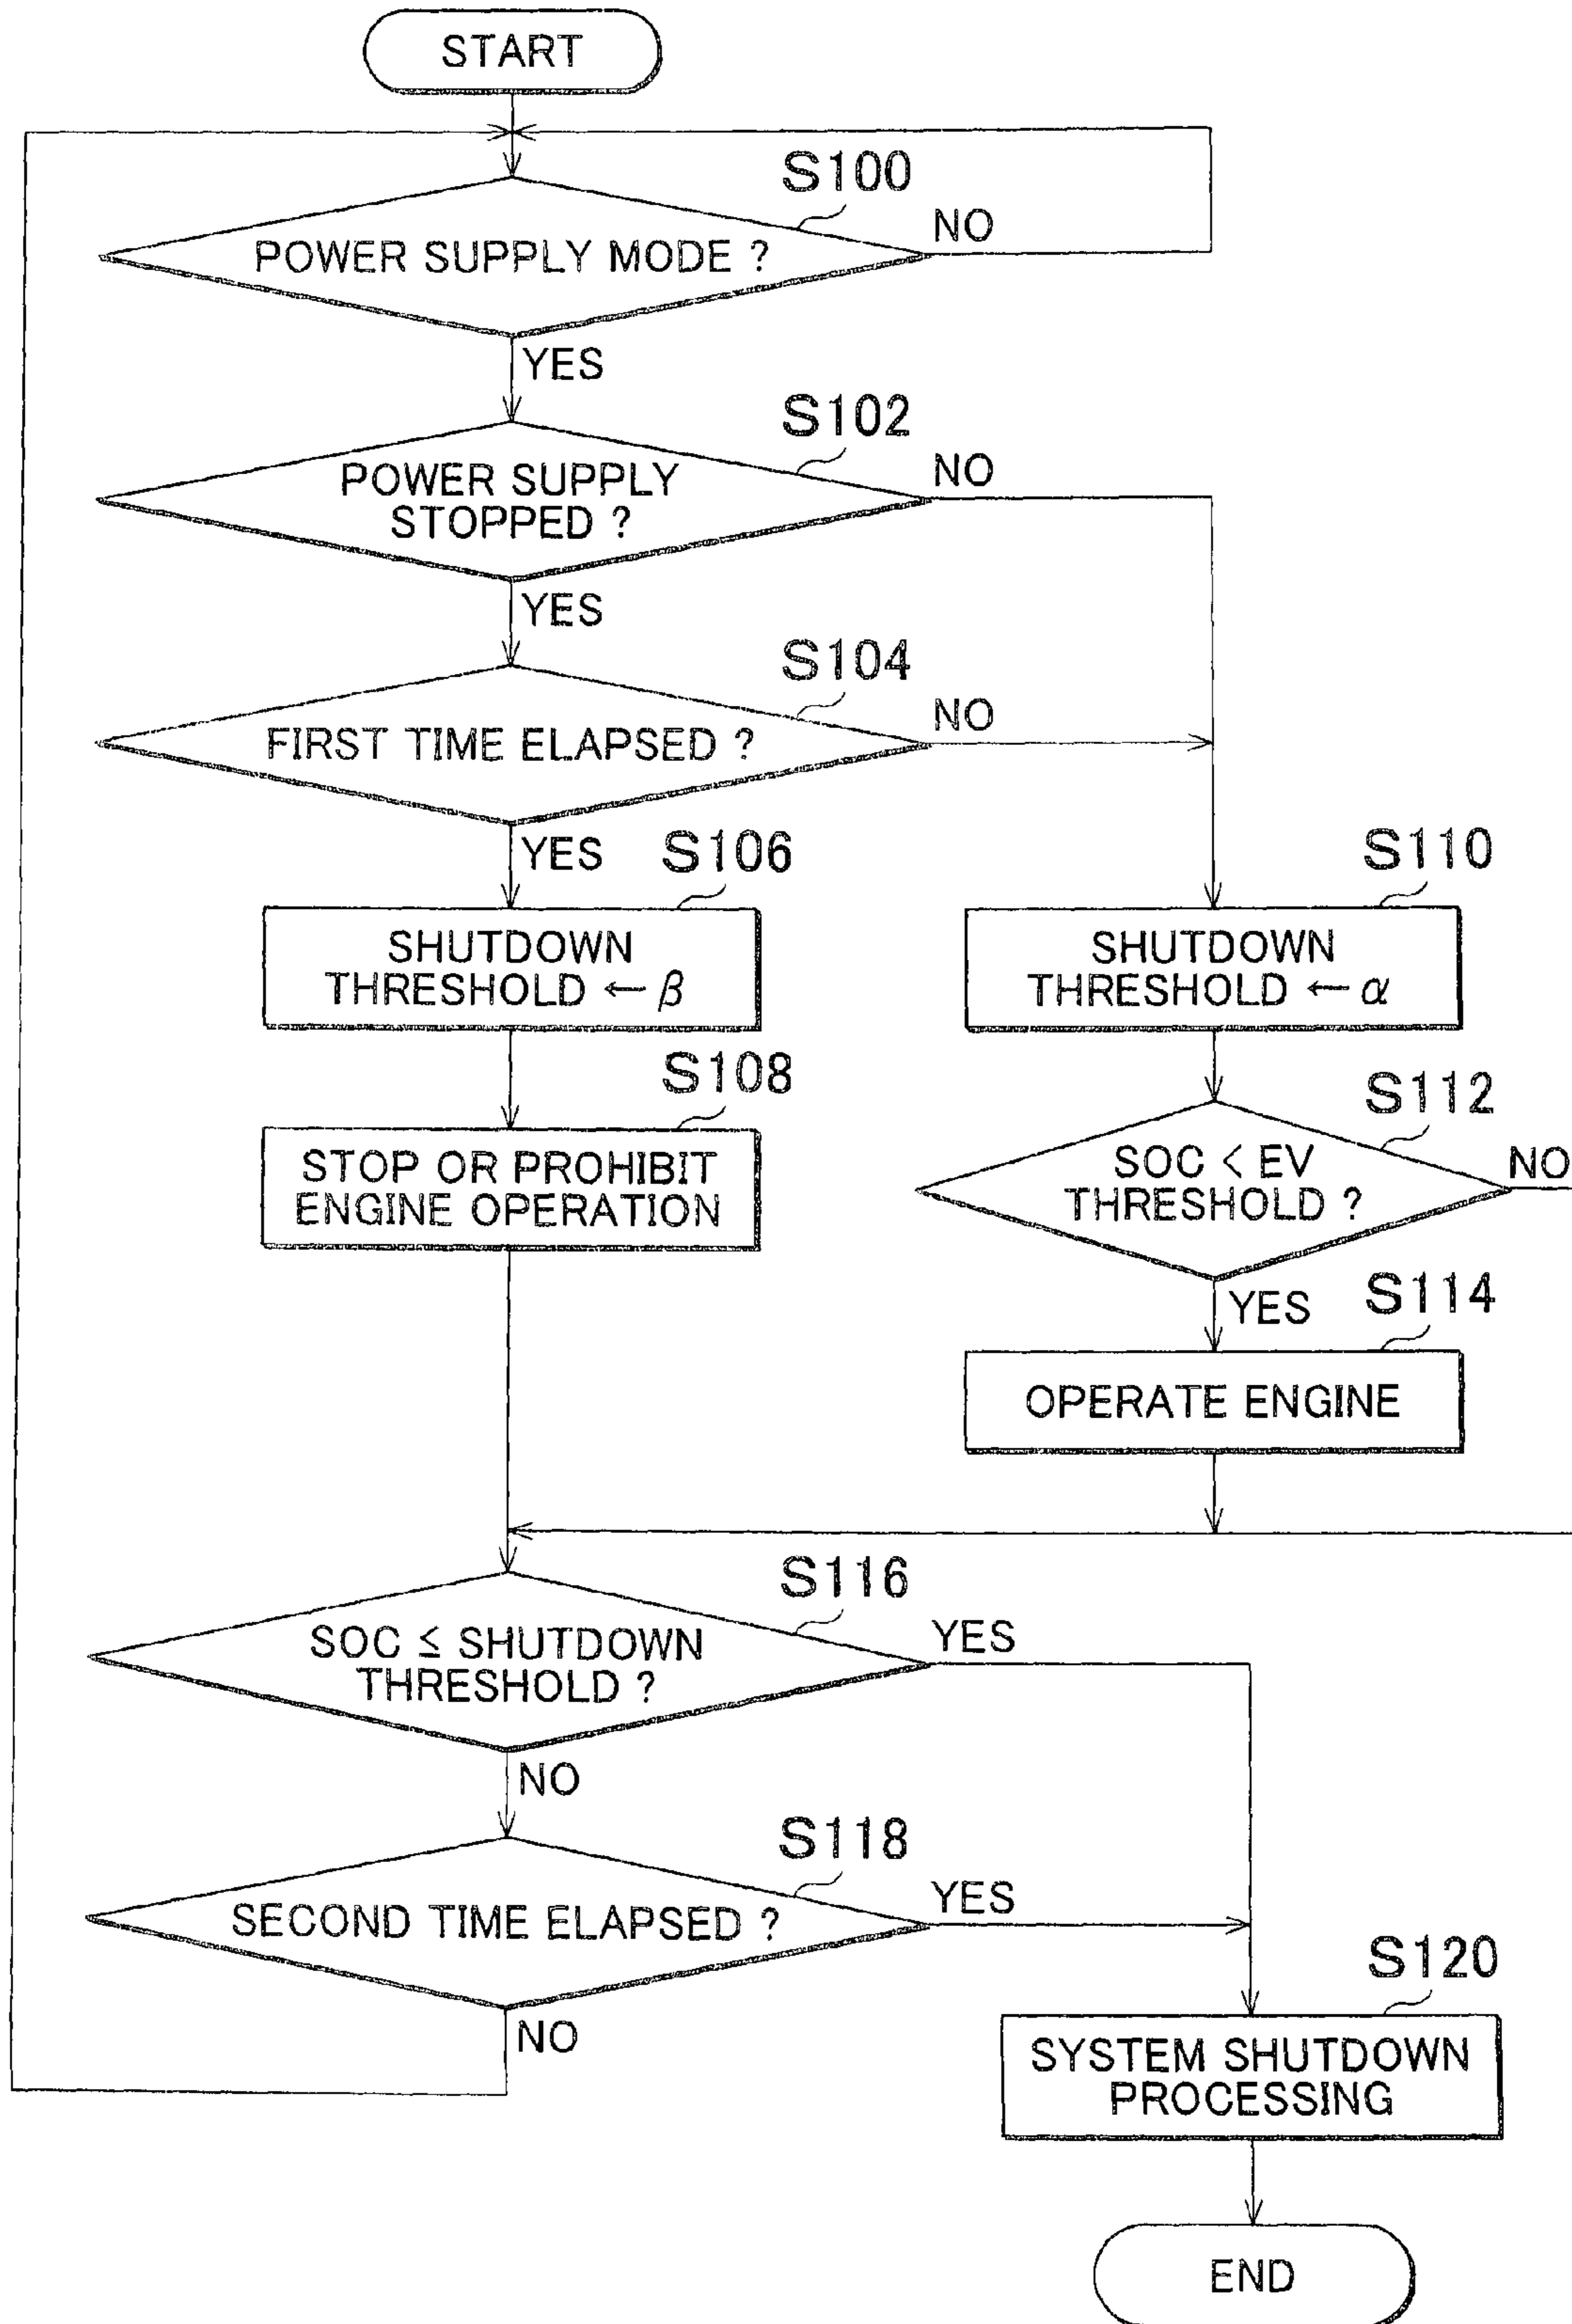 START
S100
POWER SUPPLY MODE ?
NO
YES
S102
POWER SUPPLY
STOPPED ?
NO
YES
S104
FIRST TIME ELAPSED ?
NO
YES
S106
SHUTDOWN
THRESHOLD ← β
S110
SHUTDOWN
THRESHOLD ← α
S108
STOP OR PROHIBIT
ENGINE OPERATION
S112
SOC < EV
THRESHOLD ?
NO
YES
S114
OPERATE ENGINE
S116
SOC ≤ SHUTDOWN
THRESHOLD ?
YES
NO
S118
SECOND TIME ELAPSED ?
YES
NO
S120
SYSTEM SHUTDOWN
PROCESSING
END